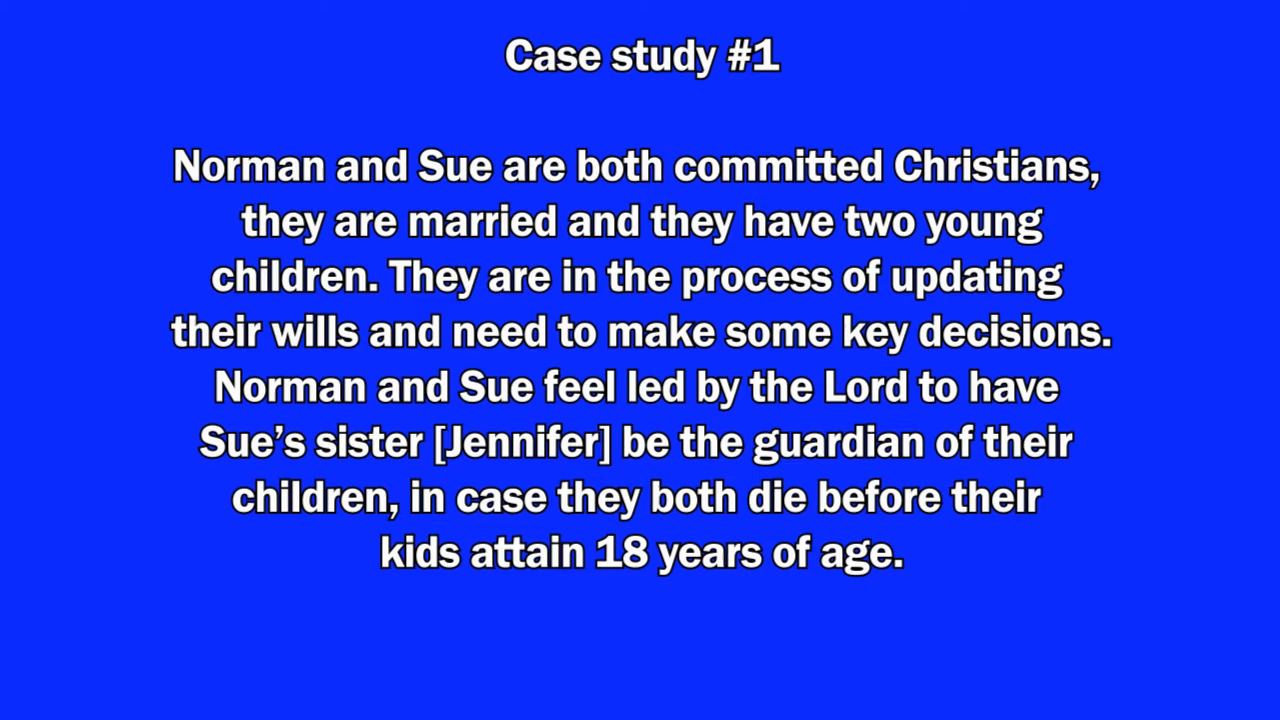 Case study #1
Norman and Sue are both committed Christians,
they are married and they have two young
children. They are in the process of updating
their wills and need to make some key decisions.
Norman and Sue feel led by the Lord to have
Sue’s sister [Jennifer] be the guardian of their
children, in case they both die before their
kids attain 18 years of age.